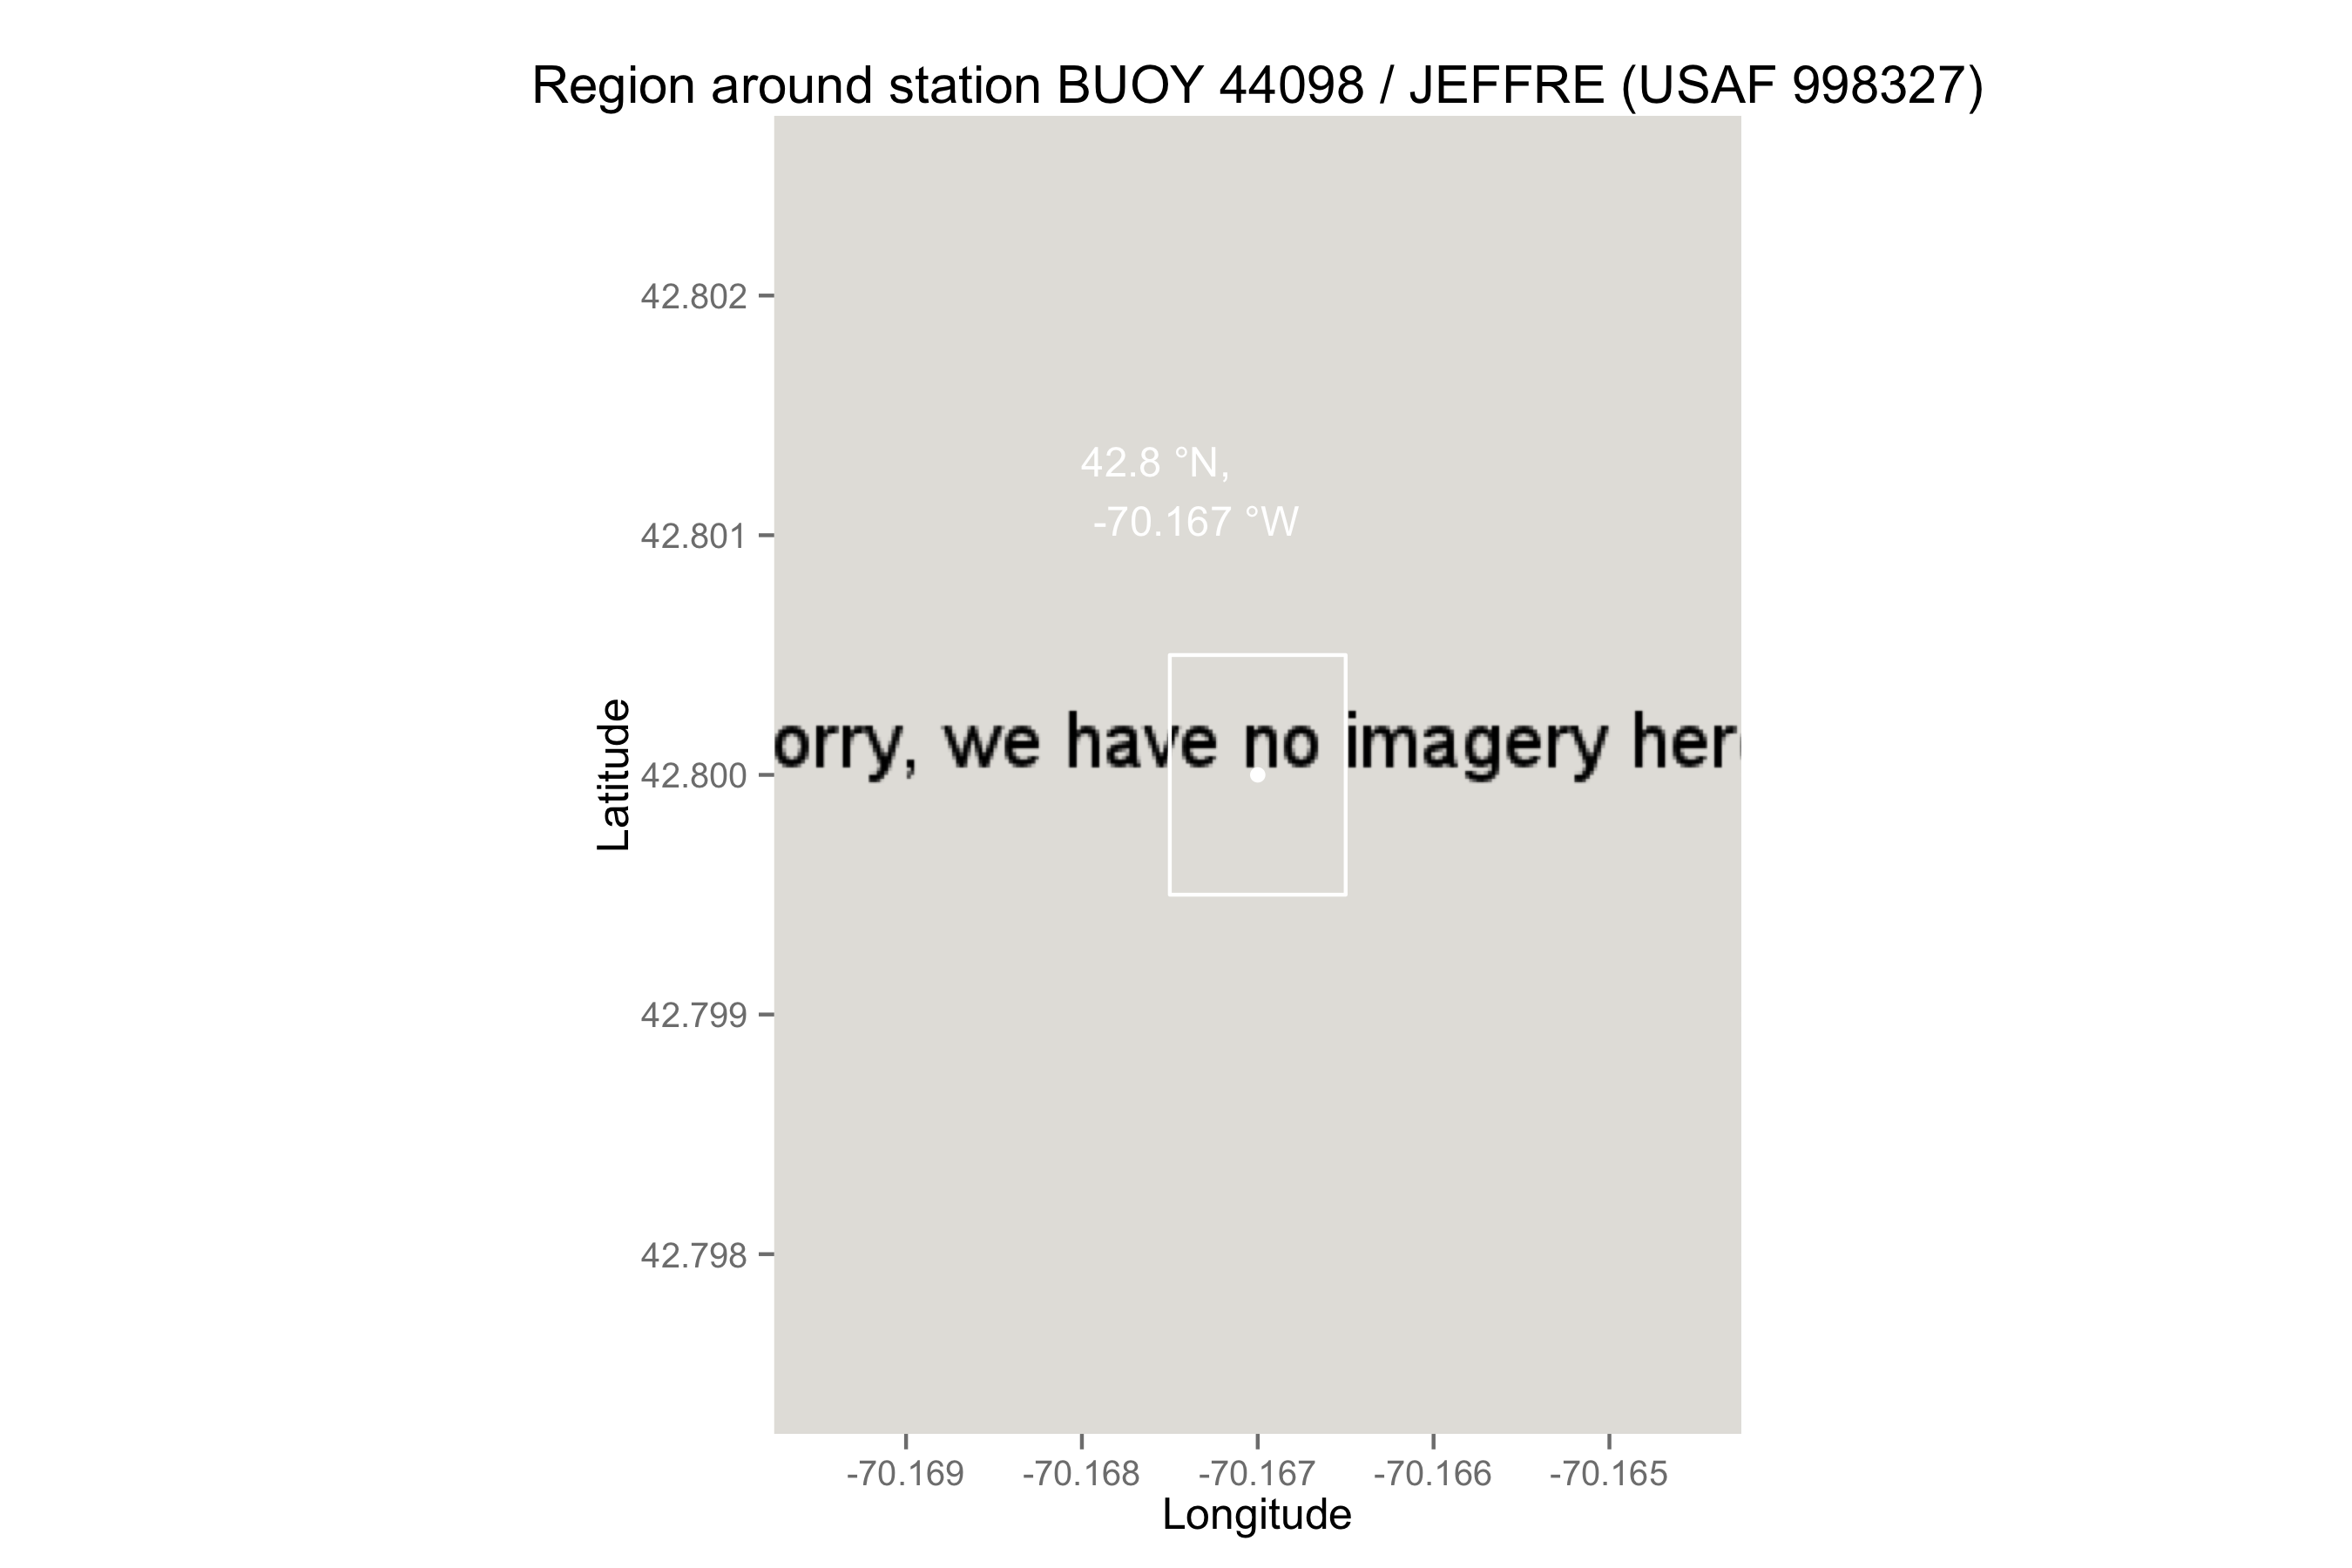 Region around station BUOY 44098 / JEFFRE (USAF 998327)
42.802
42.8 °N,
-70.167 °W
42.801
orry, we have no imagery her
42.800
Latitude
42.799
42.798
-70.169 -70.168 -70.167 -70.166 -70.165
Longitude